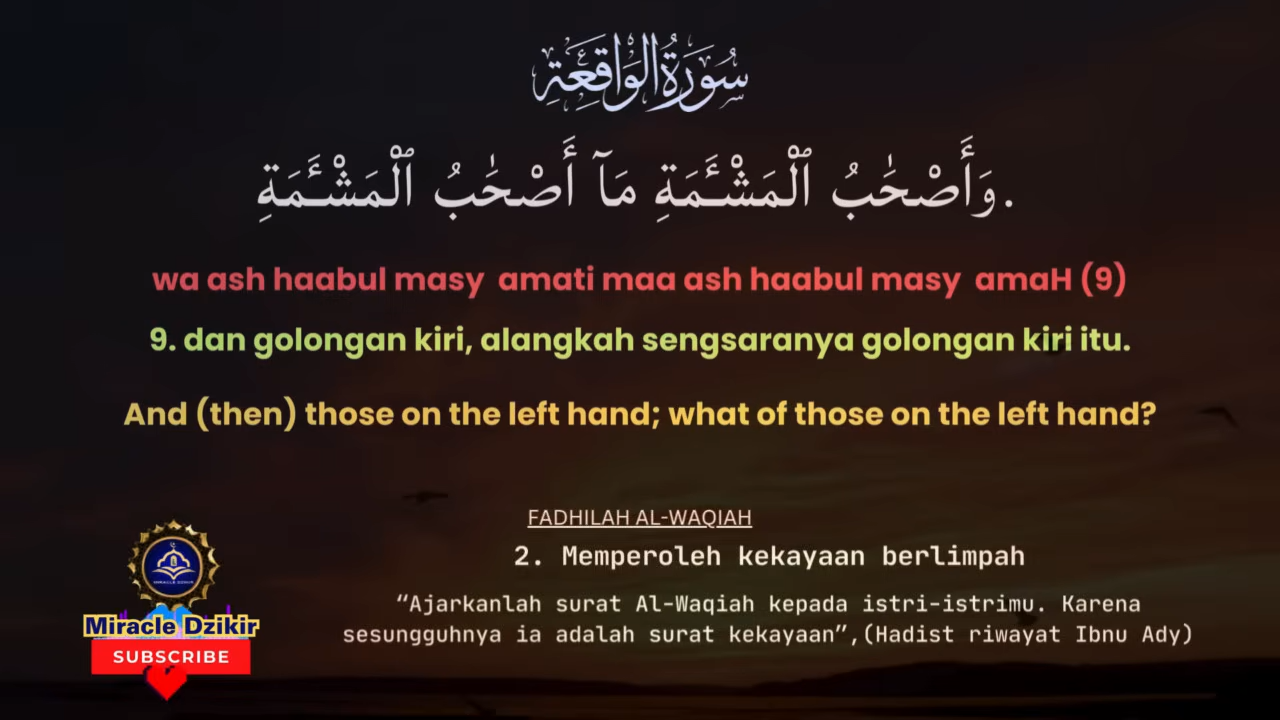 سُورَةُ الْوَاقِعَةِ
وَأَصْحَٰبُ ٱلْمَشْـَٔمَةِ مَآ أَصْحَٰبُ ٱلْمَشْـَٔمَةِ.
wa ash haabul masy  amati maa ash haabul masy  amaH (9)
9. dan golongan kiri, alangkah sengsaranya golongan kiri itu.
And (then) those on the left hand; what of those on the left hand?
FADHILAH AL-WAQIAH
2. Memperoleh kekayaan berlimpah
“Ajarkanlah surat Al-Waqiah kepada istri-istrimu. Karena
sesungguhnya ia adalah surat kekayaan”,(Hadist riwayat Ibnu Ady)
MIRACLE DZIKIR
Miracle Dzikir
SUBSCRIBE